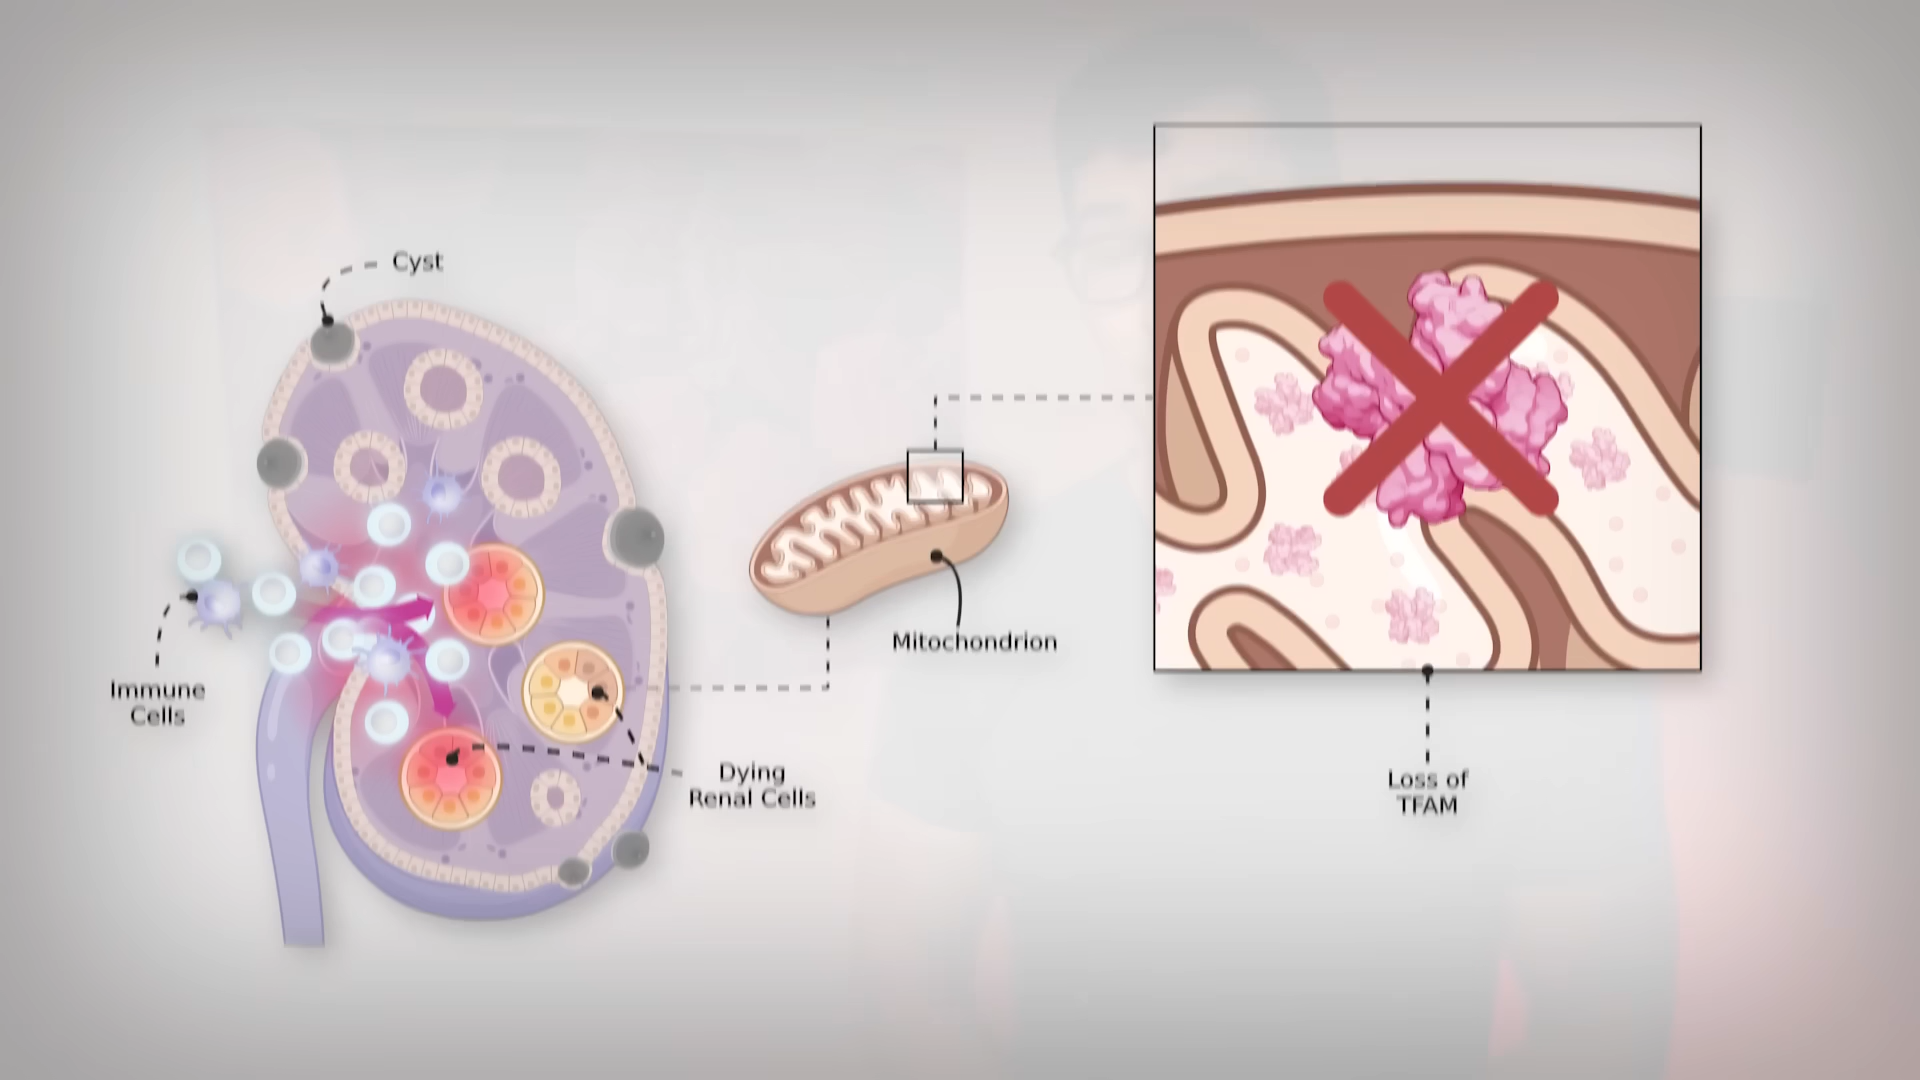 Cyst
Immune
Cells
Mitochondrion
Dying
Renal Cells
Loss of
TFAM